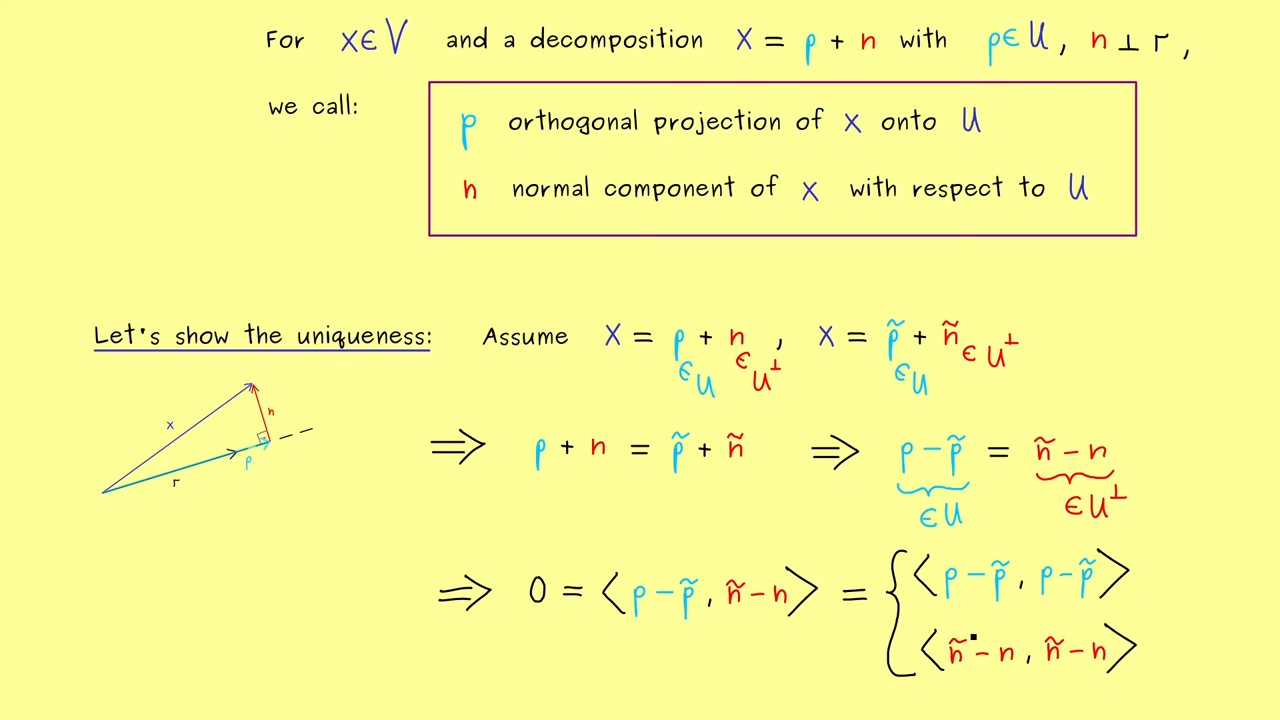 For x∈V and a decomposition x = p + n with p∈U, n ⊥ r,
we call:
p orthogonal projection of x onto U
n normal component of x with respect to U
Let's show the uniqueness: Assume x = p + n , x = p̃ + ñ ∈ U⊥
∈U ∈U⊥ ∈U
x n p r
⟹ p + n = p̃ + ñ ⟹ p − p̃ = ñ − n
∈U ∈U⊥
⟹ 0 = ⟨p − p̃, ñ − n⟩ = { ⟨p − p̃, p − p̃⟩
⟨ñ − n, ñ − n⟩